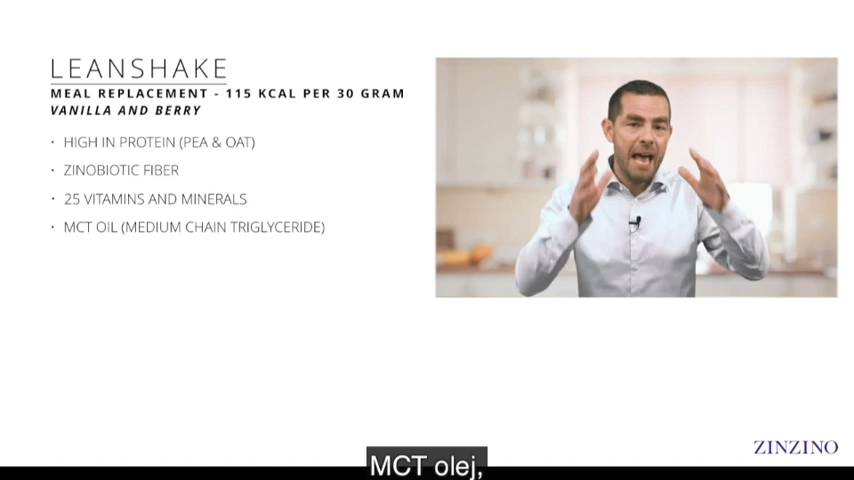 LEANSHAKE
MEAL REPLACEMENT - 115 KCAL PER 30 GRAM
VANILLA AND BERRY
· HIGH IN PROTEIN (PEA & OAT)
· ZINOBIOTIC FIBER
· 25 VITAMINS AND MINERALS
· MCT OIL (MEDIUM CHAIN TRIGLYCERIDE)
ZINZINO
MCT olej,